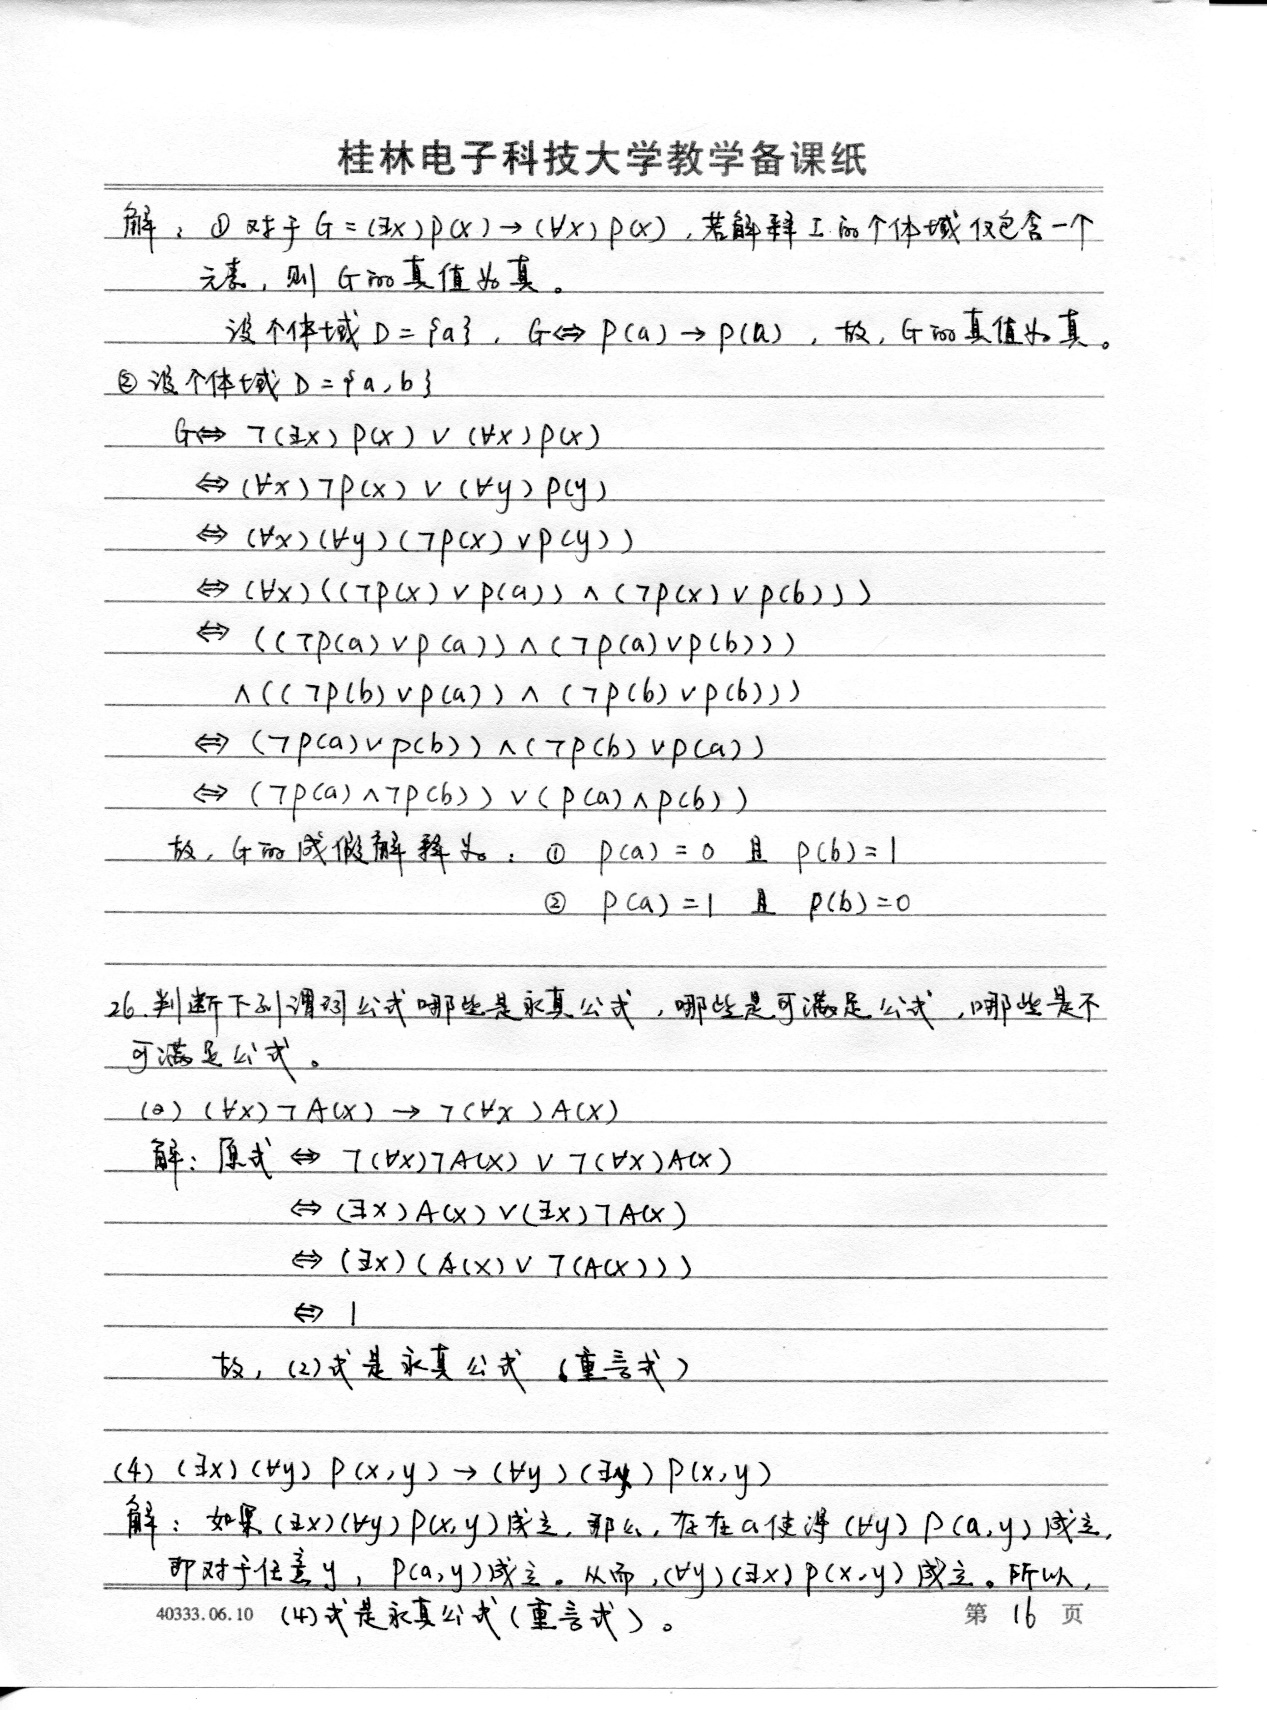 桂林电子科技大学教学备课纸
解：① 对于 G = (∃x) P(x) → (∀x) P(x)，若解释 I 的个体域仅包含一个
元素，则 G 的真值为真。
设个体域 D = {a}，G ⇔ P(a) → P(a)，故，G 的真值为真。
② 设个体域 D = {a, b}
G ⇔ ¬(∃x) P(x) ∨ (∀x) P(x)
⇔ (∀x) ¬P(x) ∨ (∀y) P(y)
⇔ (∀x)(∀y)(¬P(x) ∨ P(y))
⇔ (∀x)((¬P(x) ∨ P(a)) ∧ (¬P(x) ∨ P(b)))
⇔ ((¬P(a) ∨ P(a)) ∧ (¬P(a) ∨ P(b)))
∧ ((¬P(b) ∨ P(a)) ∧ (¬P(b) ∨ P(b)))
⇔ (¬P(a) ∨ P(b)) ∧ (¬P(b) ∨ P(a))
⇔ (¬P(a) ∧ ¬P(b)) ∨ (P(a) ∧ P(b))
故，G 的成假解释为：① P(a) = 0 且 P(b) = 1
② P(a) = 1 且 P(b) = 0
26. 判断下列谓词公式哪些是永真公式，哪些是可满足公式，哪些是不
可满足公式。
(2) (∀x) ¬A(x) → ¬(∀x) A(x)
解：原式 ⇔ ¬(∀x)¬A(x) ∨ ¬(∀x)A(x)
⇔ (∃x) A(x) ∨ (∃x) ¬A(x)
⇔ (∃x) (A(x) ∨ ¬(A(x)))
⇔ 1
故，(2) 式是永真公式（重言式）
(4) (∃x) (∀y) P(x, y) → (∀y) (∃x) P(x, y)
解：如果 (∃x)(∀y) P(x, y) 成立，那么，存在 a 使得 (∀y) P(a, y) 成立，
即对于任意 y，P(a, y) 成立。从而，(∀y) (∃x) P(x, y) 成立。所以，
(4) 式是永真公式（重言式）。
40333.06.10 第 16 页